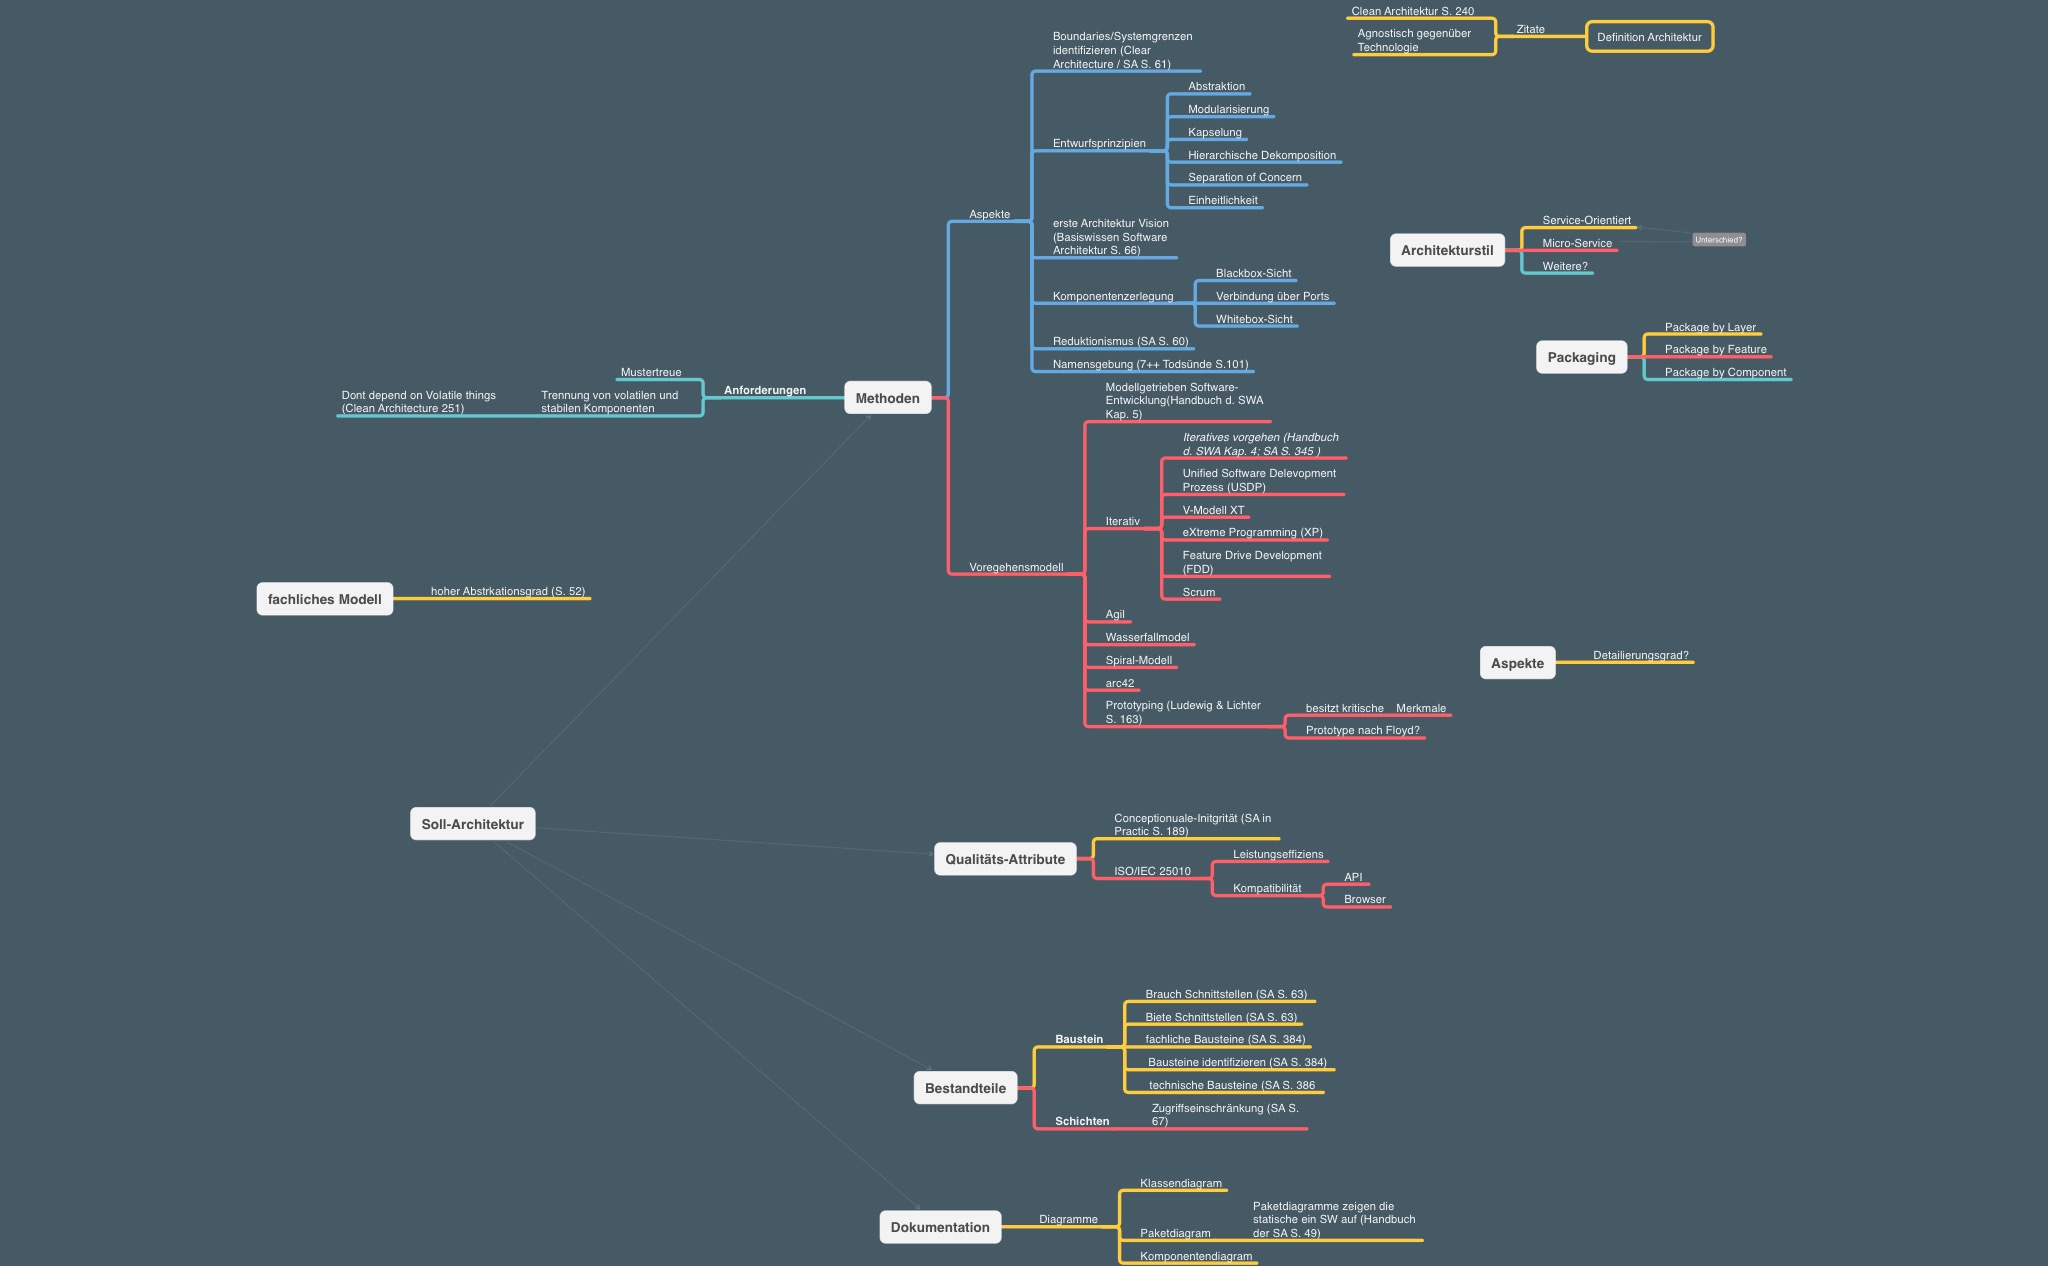 Clean Architektur S. 240
Agnostisch gegenüber
Technologie
Zitate
Definition Architektur
Boundaries/Systemgrenzen
identifizieren (Clear
Architecture / SA S. 61)
Abstraktion
Modularisierung
Kapselung
Entwurfsprinzipien
Hierarchische Dekomposition
Separation of Concern
Einheitlichkeit
Aspekte
erste Architektur Vision
(Basiswissen Software
Architektur S. 66)
Blackbox-Sicht
Komponentenzerlegung
Verbindung über Ports
Whitebox-Sicht
Reduktionismus (SA S. 60)
Namensgebung (7++ Todsünde S.101)
Service-Orientiert
Architekturstil
Micro-Service
Unterschied?
Weitere?
Package by Layer
Packaging
Package by Feature
Package by Component
Mustertreue
Anforderungen
Methoden
Dont depend on Volatile things
(Clean Architecture 251)
Trennung von volatilen und
stabilen Komponenten
Modellgetrieben Software-
Entwicklung(Handbuch d. SWA
Kap. 5)
Iteratives vorgehen (Handbuch
d. SWA Kap. 4; SA S. 345 )
Unified Software Delevopment
Prozess (USDP)
V-Modell XT
Iterativ
eXtreme Programming (XP)
Feature Drive Development
(FDD)
Scrum
Voregehensmodell
Agil
Wasserfallmodel
Spiral-Modell
arc42
Prototyping (Ludewig & Lichter
S. 163)
besitzt kritische Merkmale
Prototype nach Floyd?
fachliches Modell
hoher Abstrkationsgrad (S. 52)
Aspekte
Detailierungsgrad?
Soll-Architektur
Conceptionuale-Initgrität (SA in
Practic S. 189)
Qualitäts-Attribute
Leistungseffiziens
ISO/IEC 25010
Kompatibilität
API
Browser
Brauch Schnittstellen (SA S. 63)
Biete Schnittstellen (SA S. 63)
Baustein
fachliche Bausteine (SA S. 384)
Bausteine identifizieren (SA S. 384)
technische Bausteine (SA S. 386
Bestandteile
Schichten
Zugriffseinschränkung (SA S.
67)
Klassendiagram
Dokumentation
Diagramme
Paketdiagram
Paketdiagramme zeigen die
statische ein SW auf (Handbuch
der SA S. 49)
Komponentendiagram